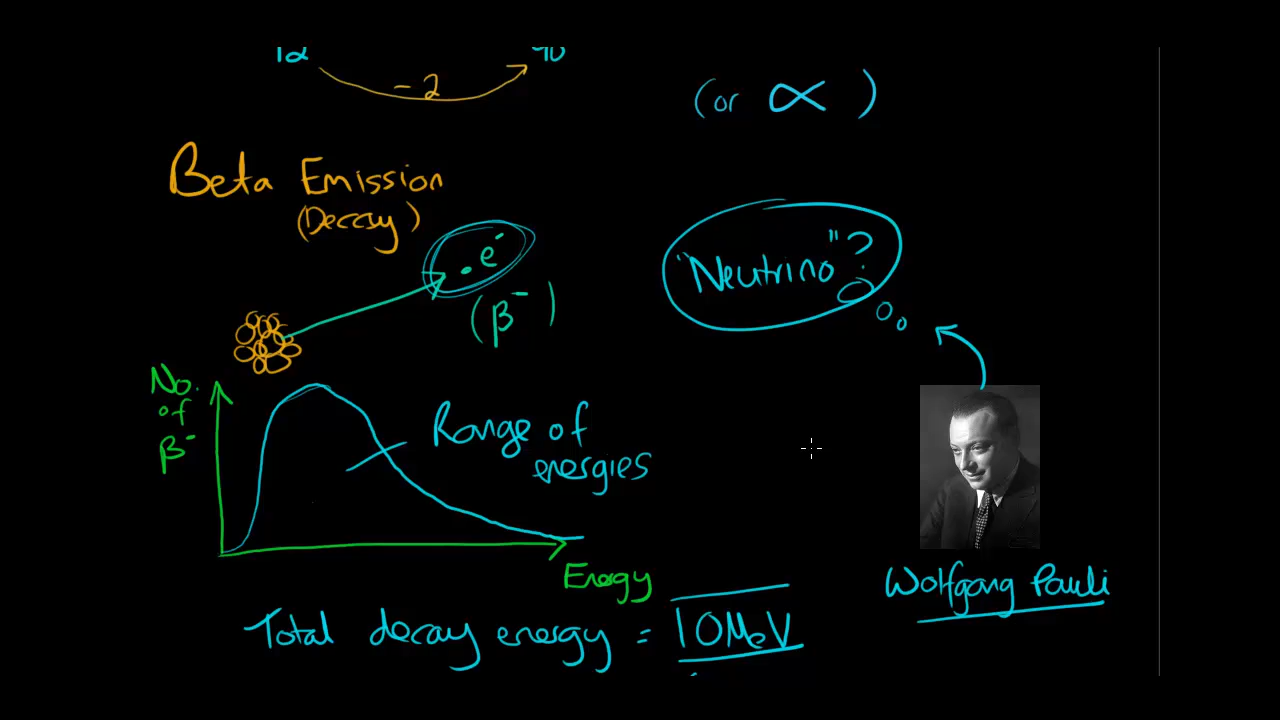 - 2
(or ∝ )
Beta Emission
(Decay)
e⁻
(β⁻)
"Neutrino"?
No.
of
β⁻
Range of
energies
Energy
Wolfgang Pauli
Total decay energy = 10MeV